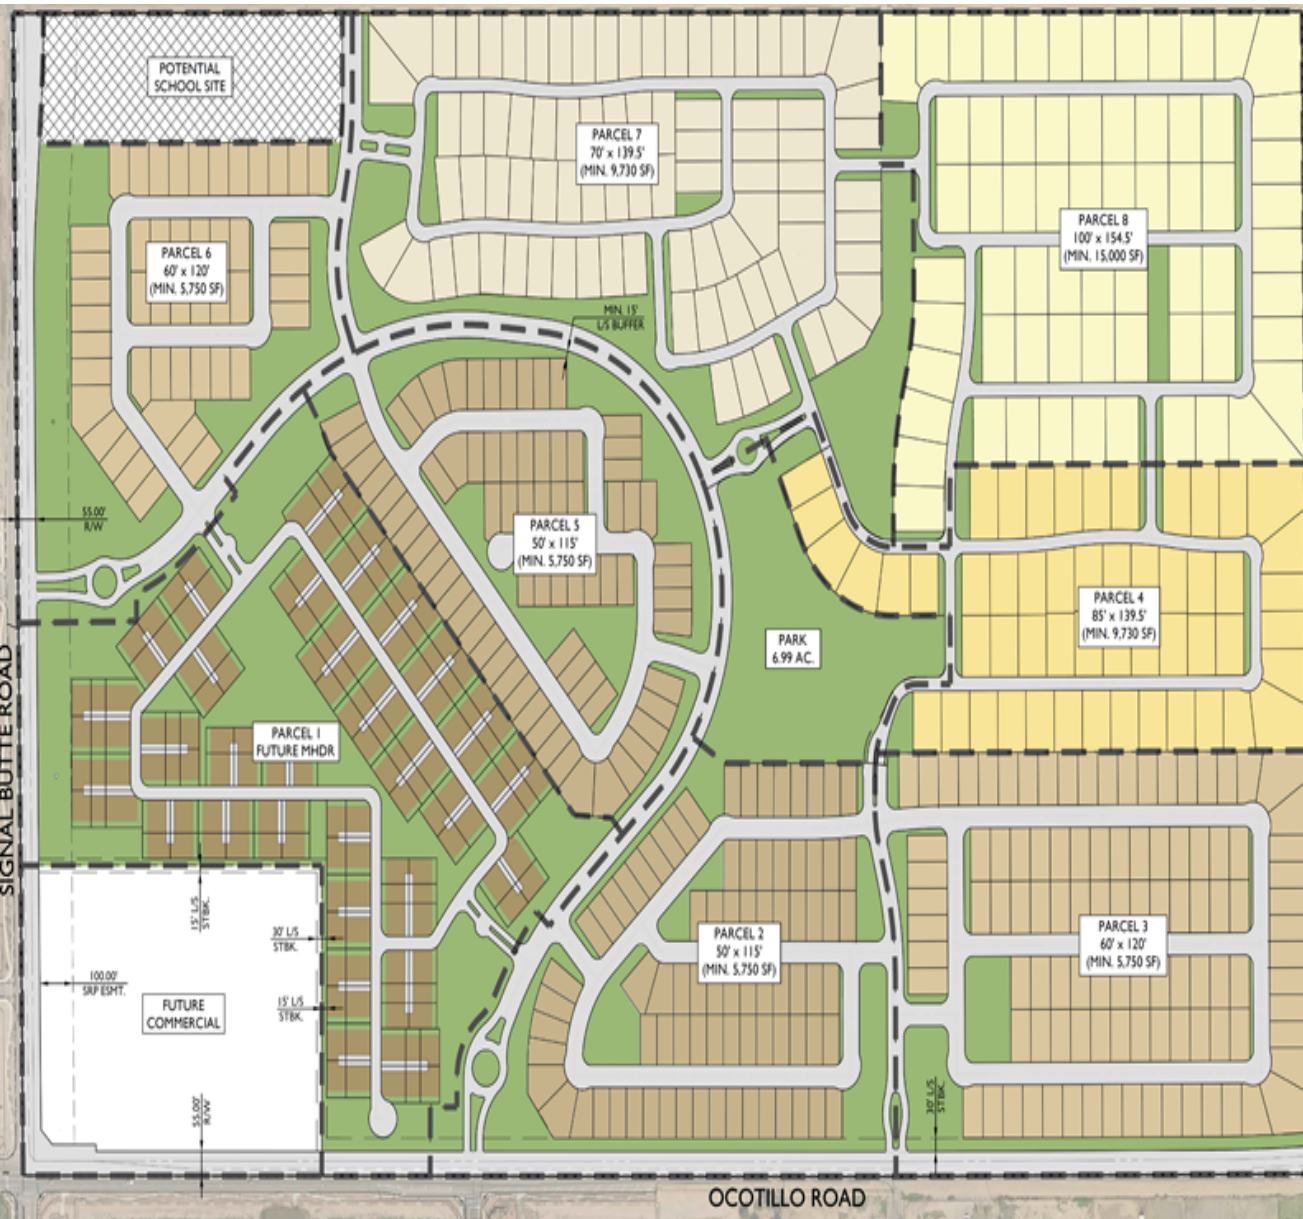 POTENTIAL
SCHOOL SITE
PARCEL 7
70' x 139.5'
(MIN. 9,730 SF)
PARCEL 8
100' x 154.5'
(MIN. 15,000 SF)
PARCEL 6
60' x 120'
(MIN. 5,750 SF)
MIN. 15'
L/S BUFFER
55.00'
R/W
PARCEL 5
50' x 115'
(MIN. 5,750 SF)
PARCEL 4
85' x 139.5'
(MIN. 9,730 SF)
PARK
6.99 AC.
SIGNAL BUTTE ROAD
PARCEL 1
FUTURE MHDR
15' L/S
STBK.
30' L/S
STBK.
PARCEL 2
50' x 115'
(MIN. 5,750 SF)
PARCEL 3
60' x 120'
(MIN. 5,750 SF)
100.00'
SRP ESMT.
FUTURE
COMMERCIAL
15' L/S
STBK.
55.00'
R/W
30' L/S
STBK.
OCOTILLO ROAD